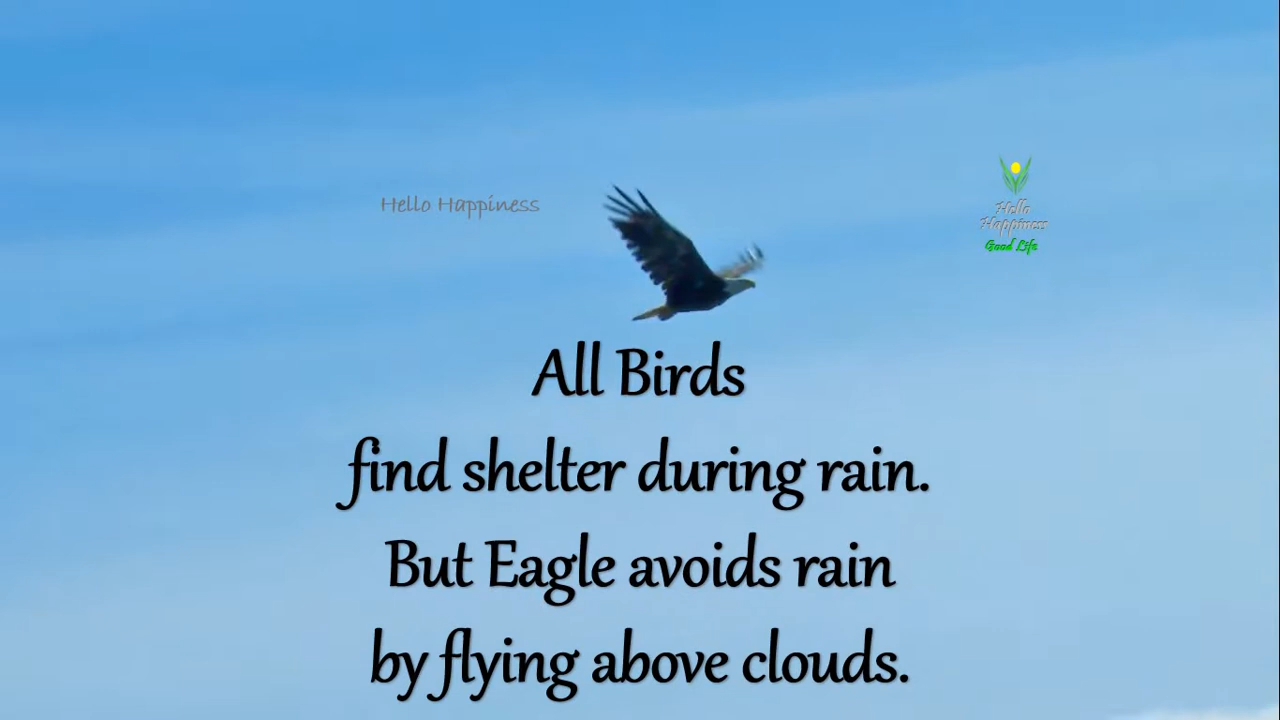 Hello Happiness
Hello
Happiness
Good Life
All Birds
find shelter during rain.
But Eagle avoids rain
by flying above clouds.